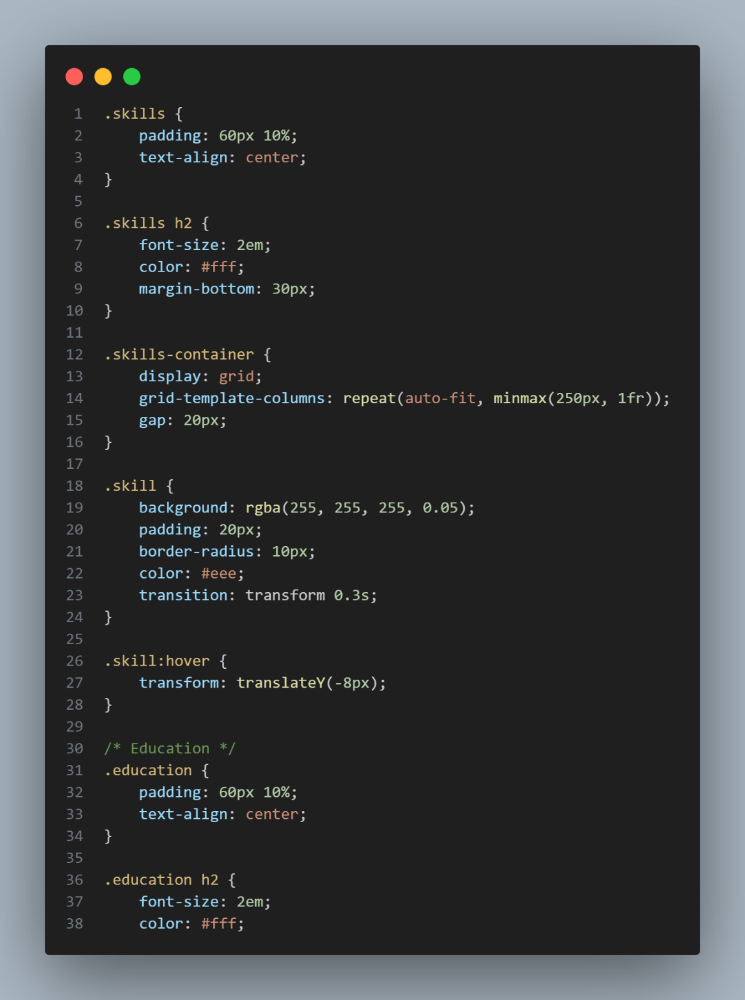 1 .skills {
2     padding: 60px 10%;
3     text-align: center;
4 }
5
6 .skills h2 {
7     font-size: 2em;
8     color: #fff;
9     margin-bottom: 30px;
10 }
11
12 .skills-container {
13     display: grid;
14     grid-template-columns: repeat(auto-fit, minmax(250px, 1fr));
15     gap: 20px;
16 }
17
18 .skill {
19     background: rgba(255, 255, 255, 0.05);
20     padding: 20px;
21     border-radius: 10px;
22     color: #eee;
23     transition: transform 0.3s;
24 }
25
26 .skill:hover {
27     transform: translateY(-8px);
28 }
29
30 /* Education */
31 .education {
32     padding: 60px 10%;
33     text-align: center;
34 }
35
36 .education h2 {
37     font-size: 2em;
38     color: #fff;